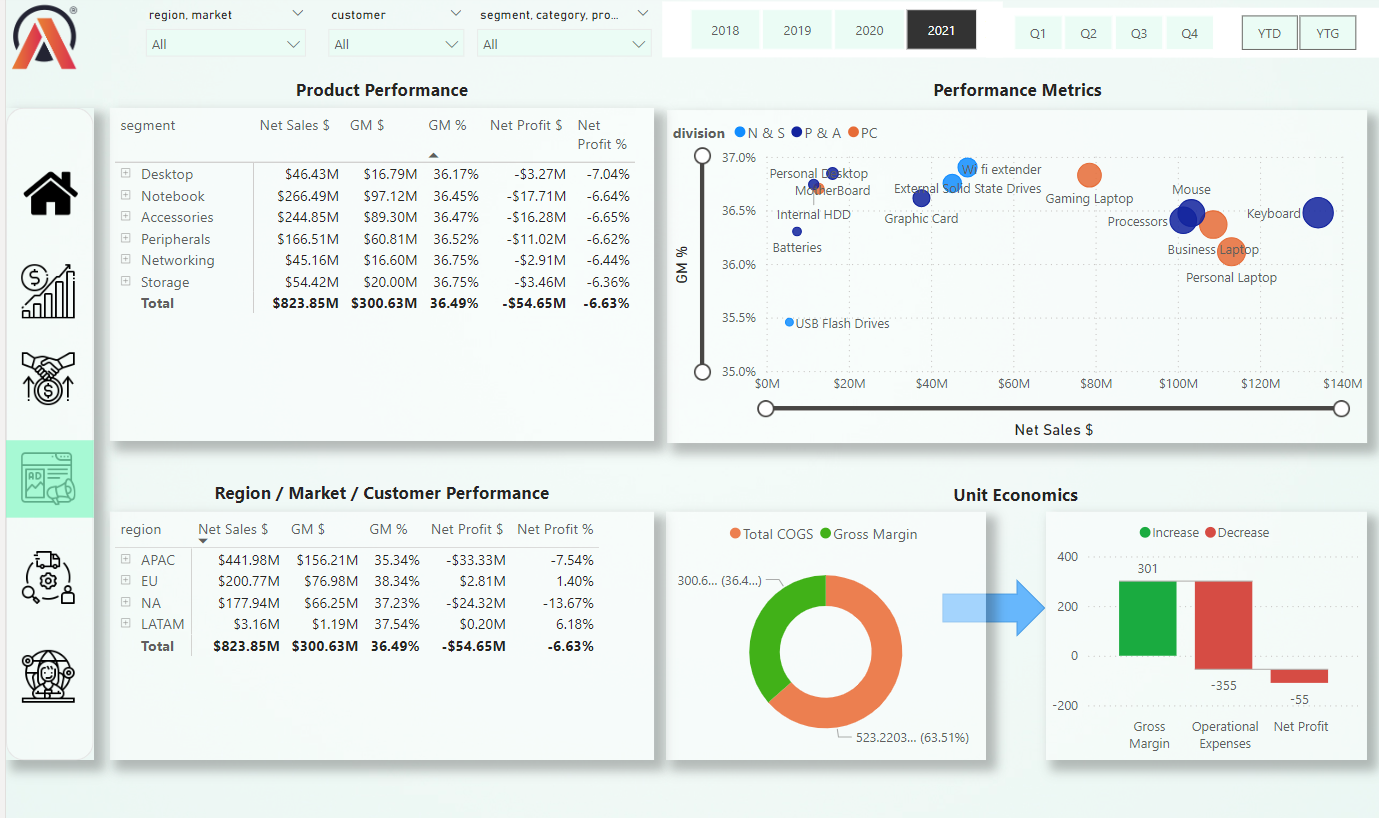 region, market
customer
segment, category, pro...
All
All
All
2018 2019 2020 2021
Q1 Q2 Q3 Q4
YTD YTG
Product Performance
segment Net Sales $ GM $ GM % Net Profit $ Net Profit %
Desktop $46.43M $16.79M 36.17% -$3.27M -7.04%
Notebook $266.49M $97.12M 36.45% -$17.71M -6.64%
Accessories $244.85M $89.30M 36.47% -$16.28M -6.65%
Peripherals $166.51M $60.81M 36.52% -$11.02M -6.62%
Networking $45.16M $16.60M 36.75% -$2.91M -6.44%
Storage $54.42M $20.00M 36.75% -$3.46M -6.36%
Total $823.85M $300.63M 36.49% -$54.65M -6.63%
Performance Metrics
division N & S P & A PC
37.0%
36.5%
36.0%
35.5%
35.0%
GM %
Personal Desktop
MotherBoard
Internal HDD
Batteries
Wi fi extender
External Solid State Drives
Graphic Card
Gaming Laptop
Mouse
Processors
Keyboard
Business Laptop
Personal Laptop
USB Flash Drives
$0M $20M $40M $60M $80M $100M $120M $140M
Net Sales $
AD
Region / Market / Customer Performance
region Net Sales $ GM $ GM % Net Profit $ Net Profit %
APAC $441.98M $156.21M 35.34% -$33.33M -7.54%
EU $200.77M $76.98M 38.34% $2.81M 1.40%
NA $177.94M $66.25M 37.23% -$24.32M -13.67%
LATAM $3.16M $1.19M 37.54% $0.20M 6.18%
Total $823.85M $300.63M 36.49% -$54.65M -6.63%
Unit Economics
Total COGS Gross Margin
300.6... (36.4...)
523.2203... (63.51%)
Increase Decrease
400
200
0
-200
301
-355
-55
Gross Margin
Operational Expenses
Net Profit